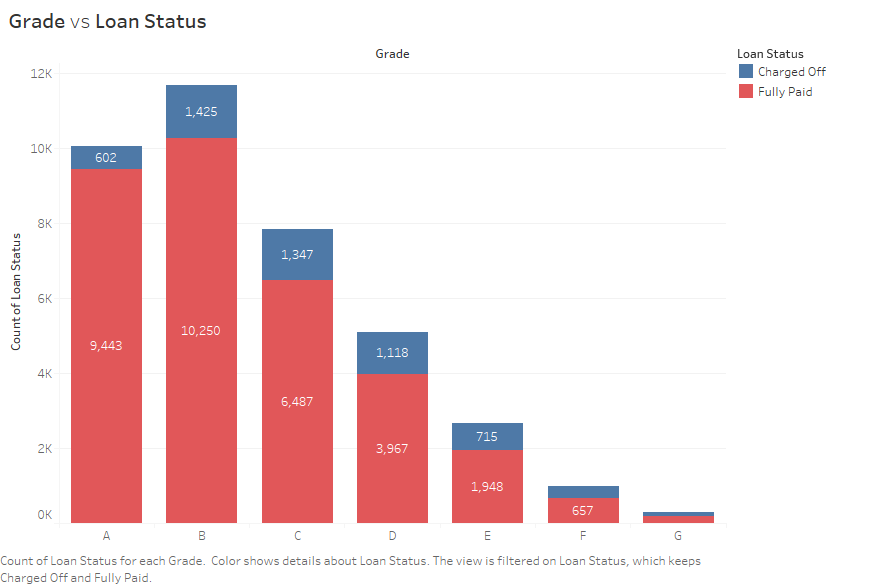 Grade vs Loan Status
Grade
Loan Status
Charged Off
Fully Paid
Count of Loan Status
12K
10K
8K
6K
4K
2K
0K
602
9,443
1,425
10,250
1,347
6,487
1,118
3,967
715
1,948
657
A
B
C
D
E
F
G
Count of Loan Status for each Grade. Color shows details about Loan Status. The view is filtered on Loan Status, which keeps
Charged Off and Fully Paid.